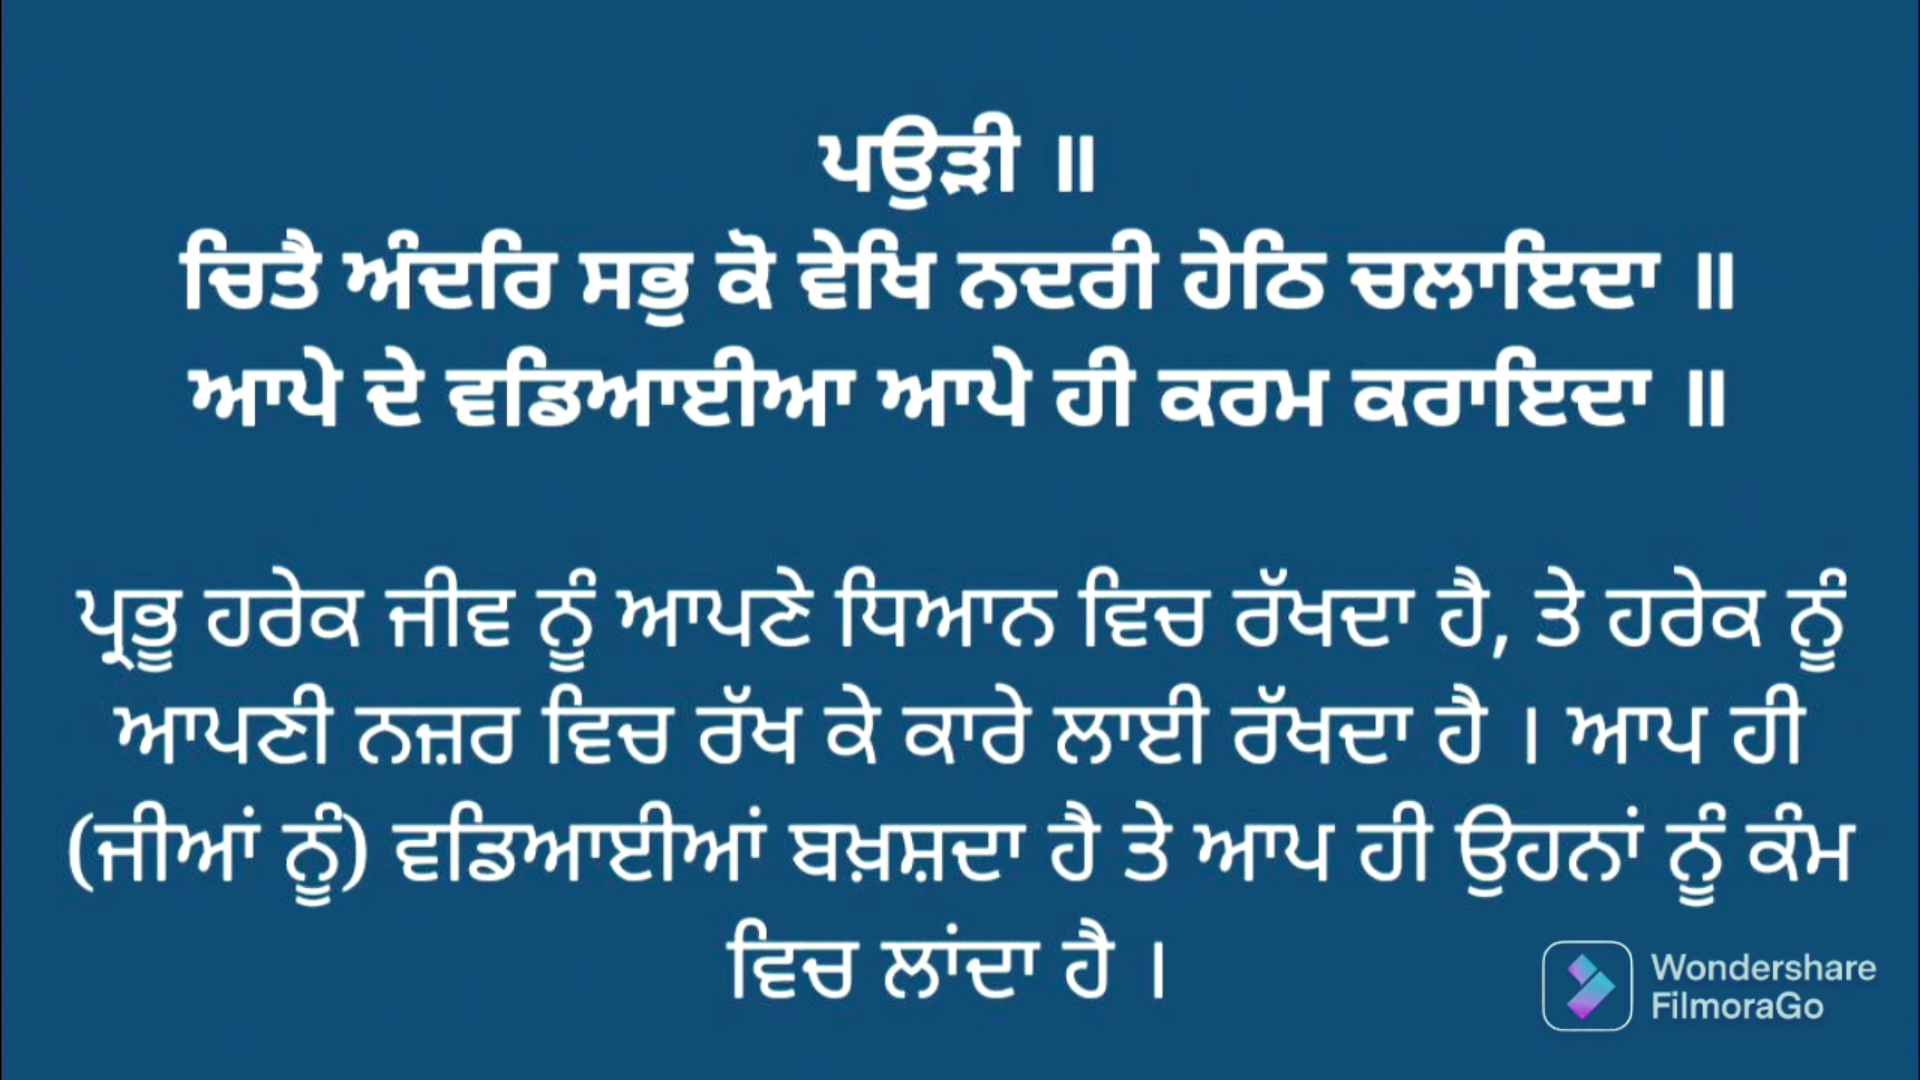 ਪਉੜੀ ॥
ਚਿਤੈ ਅੰਦਰਿ ਸਭੁ ਕੋ ਵੇਖਿ ਨਦਰੀ ਹੇਠਿ ਚਲਾਇਦਾ ॥
ਆਪੇ ਦੇ ਵਡਿਆਈਆ ਆਪੇ ਹੀ ਕਰਮ ਕਰਾਇਦਾ ॥
ਪ੍ਰਭੂ ਹਰੇਕ ਜੀਵ ਨੂੰ ਆਪਣੇ ਧਿਆਨ ਵਿਚ ਰੱਖਦਾ ਹੈ, ਤੇ ਹਰੇਕ ਨੂੰ
ਆਪਣੀ ਨਜ਼ਰ ਵਿਚ ਰੱਖ ਕੇ ਕਾਰੇ ਲਾਈ ਰੱਖਦਾ ਹੈ । ਆਪ ਹੀ
(ਜੀਆਂ ਨੂੰ) ਵਡਿਆਈਆਂ ਬਖ਼ਸ਼ਦਾ ਹੈ ਤੇ ਆਪ ਹੀ ਉਹਨਾਂ ਨੂੰ ਕੰਮ
ਵਿਚ ਲਾਂਦਾ ਹੈ ।
Wondershare
FilmoraGo